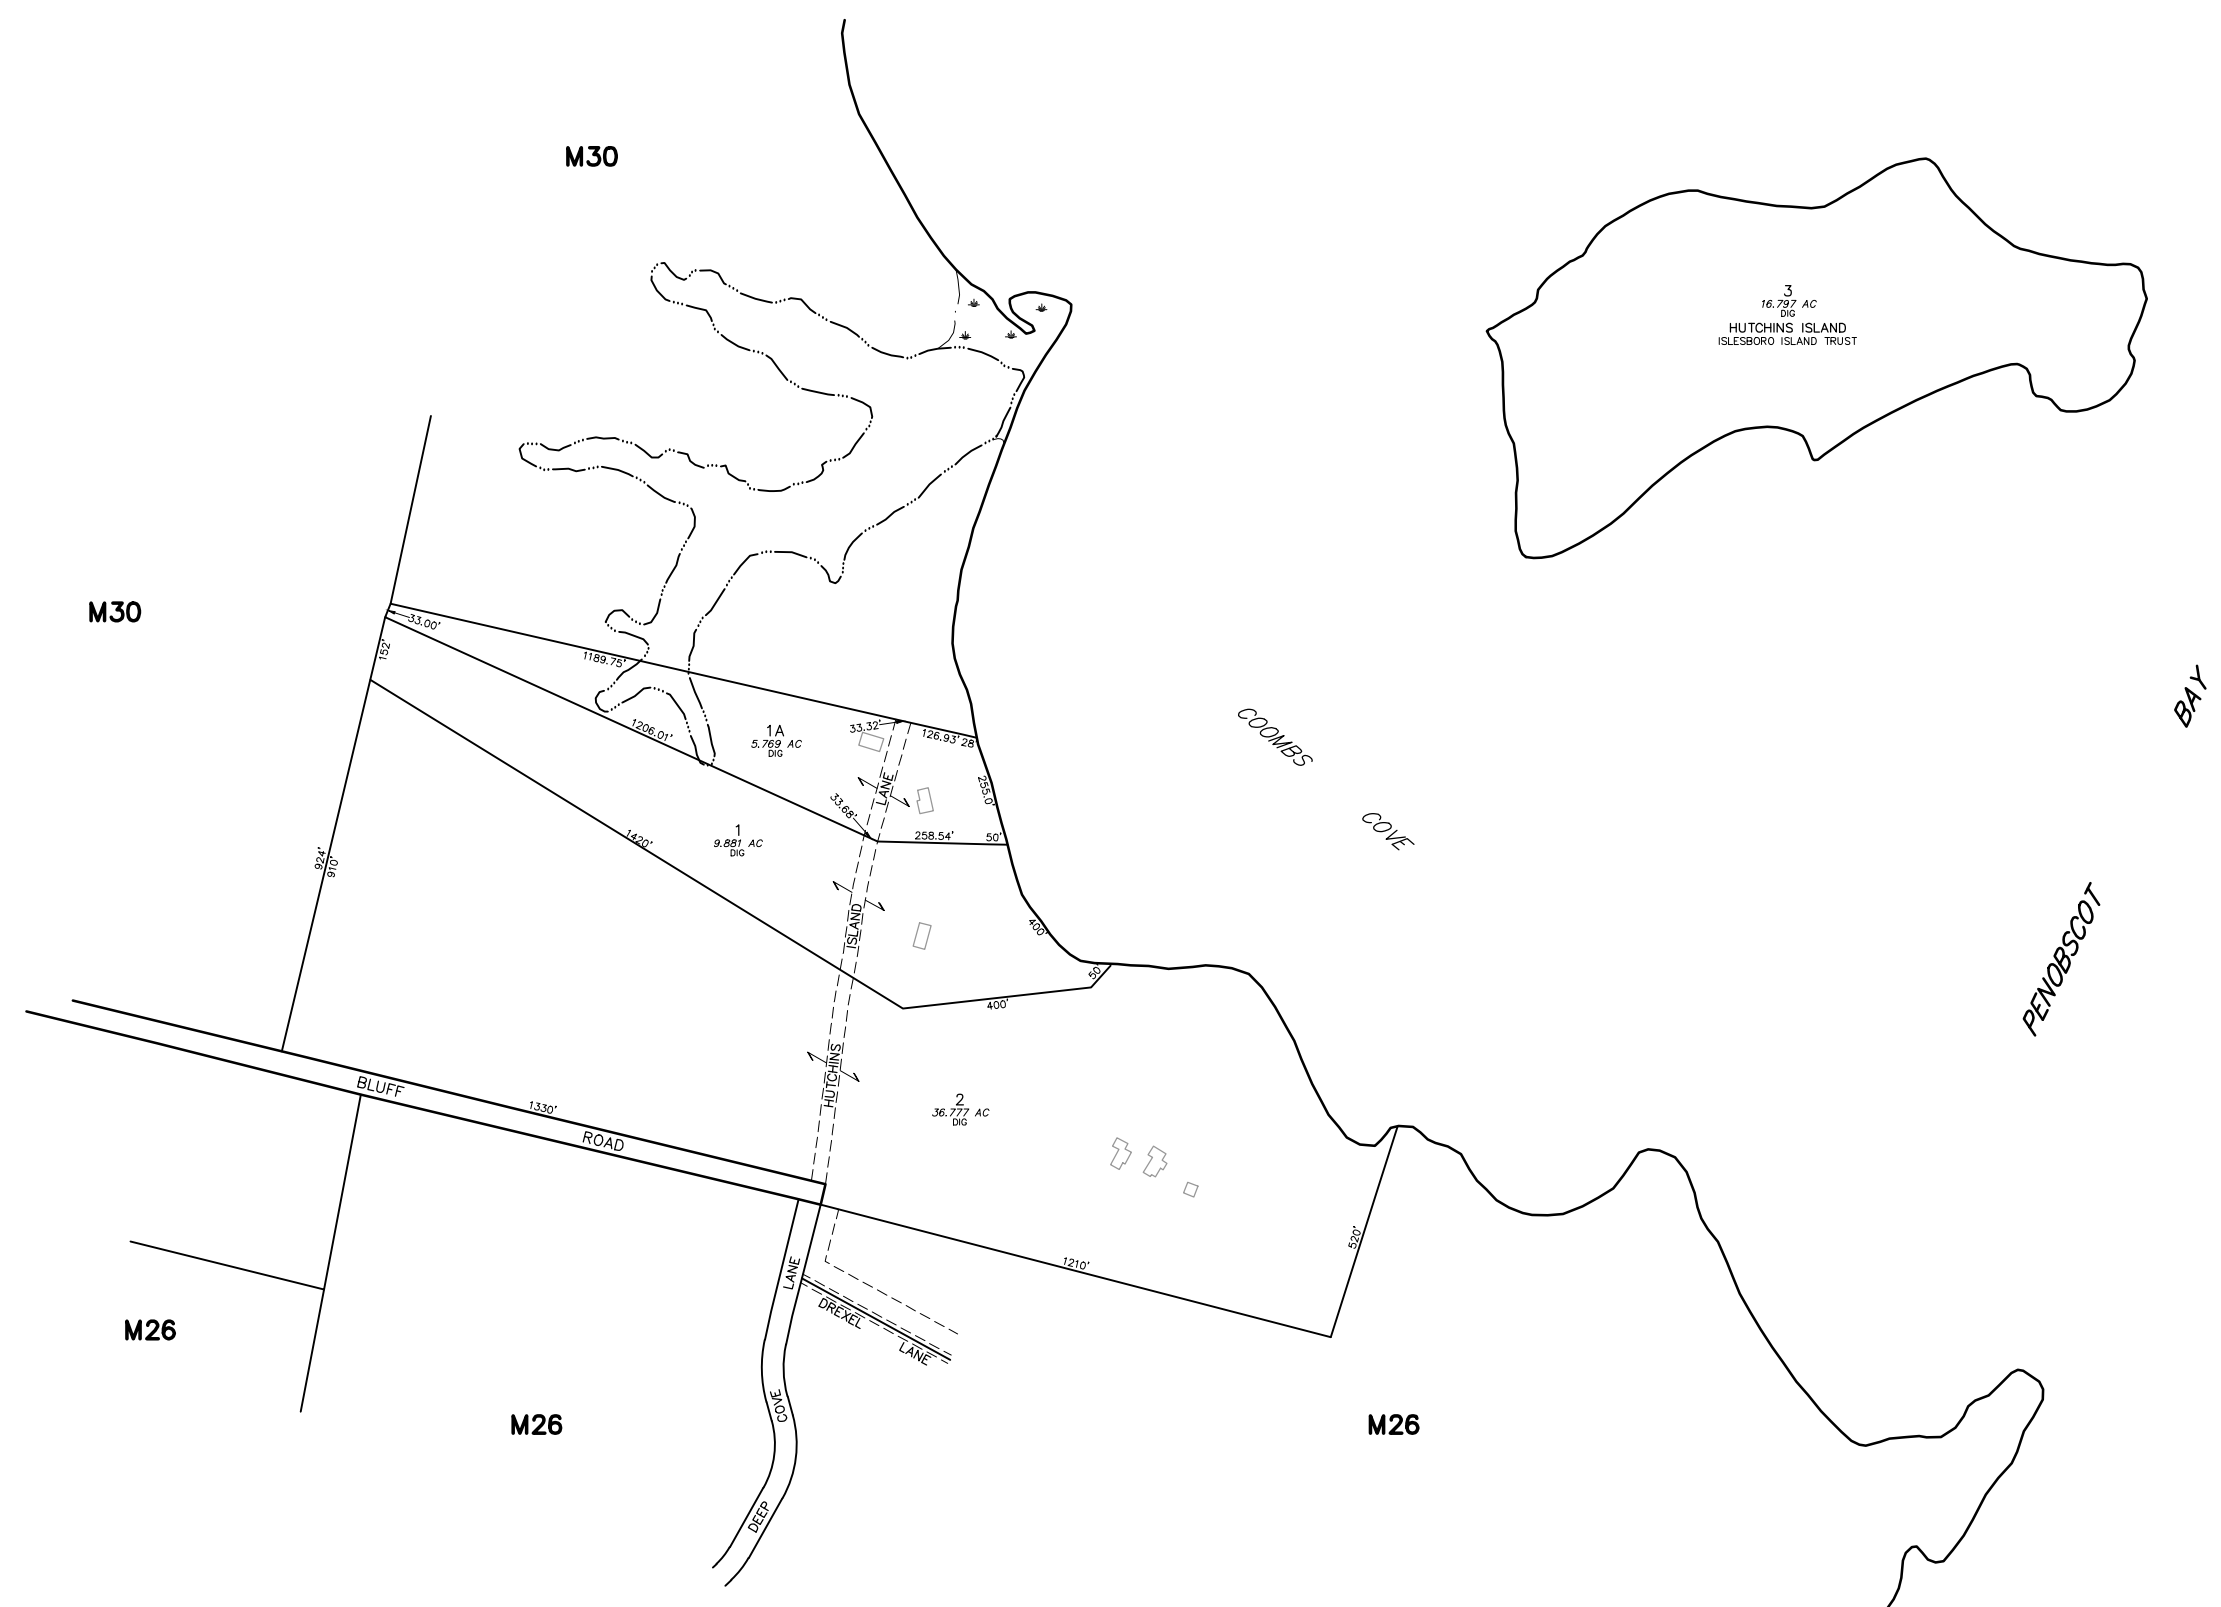 M30
3
16.797 AC
DIG
HUTCHINS ISLAND
ISLESBORO ISLAND TRUST
M30
33.00'
152'
1189.75'
1206.01'
1A
5.769 AC
DIG
33.32'
126.93'
28'
255.0'
33.68'
258.54'
50'
1
9.881 AC
DIG
1420'
924'
910'
400'
50'
400'
HUTCHINS
ISLAND
LANE
COOMBS
COVE
PENOBSCOT
BAY
BLUFF
ROAD
1330'
2
36.777 AC
DIG
520'
1210'
DREXEL
LANE
DEEP
COVE
LANE
M26
M26
M26